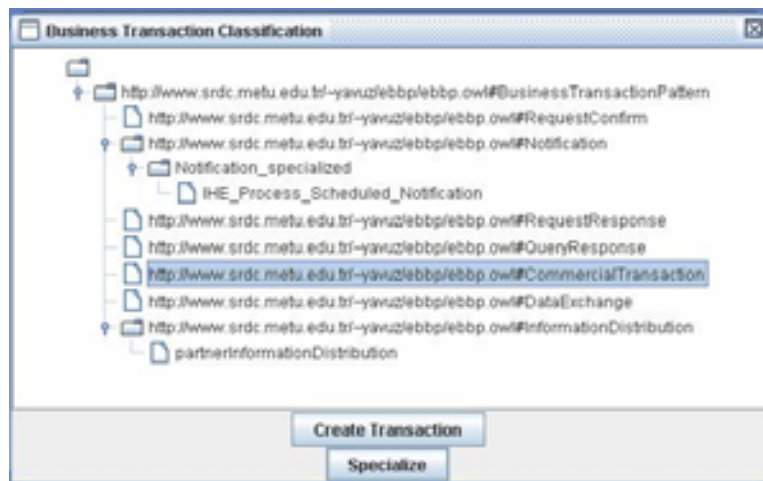 Business Transaction Classification
http://www.srdc.metu.edu.tr/~yavuz/ebbp/ebbp.owl#BusinessTransactionPattern
http://www.srdc.metu.edu.tr/~yavuz/ebbp/ebbp.owl#RequestConfirm
http://www.srdc.metu.edu.tr/~yavuz/ebbp/ebbp.owl#Notification
Notification_specialized
IHE_Process_Scheduled_Notification
http://www.srdc.metu.edu.tr/~yavuz/ebbp/ebbp.owl#RequestResponse
http://www.srdc.metu.edu.tr/~yavuz/ebbp/ebbp.owl#QueryResponse
http://www.srdc.metu.edu.tr/~yavuz/ebbp/ebbp.owl#CommercialTransaction
http://www.srdc.metu.edu.tr/~yavuz/ebbp/ebbp.owl#DataExchange
http://www.srdc.metu.edu.tr/~yavuz/ebbp/ebbp.owl#InformationDistribution
partnerInformationDistribution
Create Transaction
Specialize